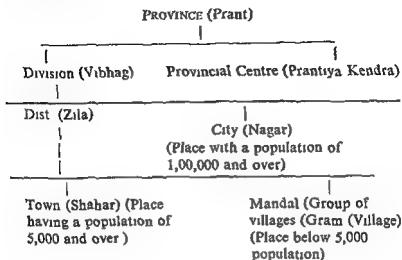 PROVINCE (Prant)
Division (Vibhag)
Provincial Centre (Prantiya Kendra)
Dist (Zila)
City (Nagar)
(Place with a population of
1,00,000 and over)
Town (Shahar) (Place
having a population of
5,000 and over )
Mandal (Group of
villages (Gram (Village)
(Place below 5,000
population)